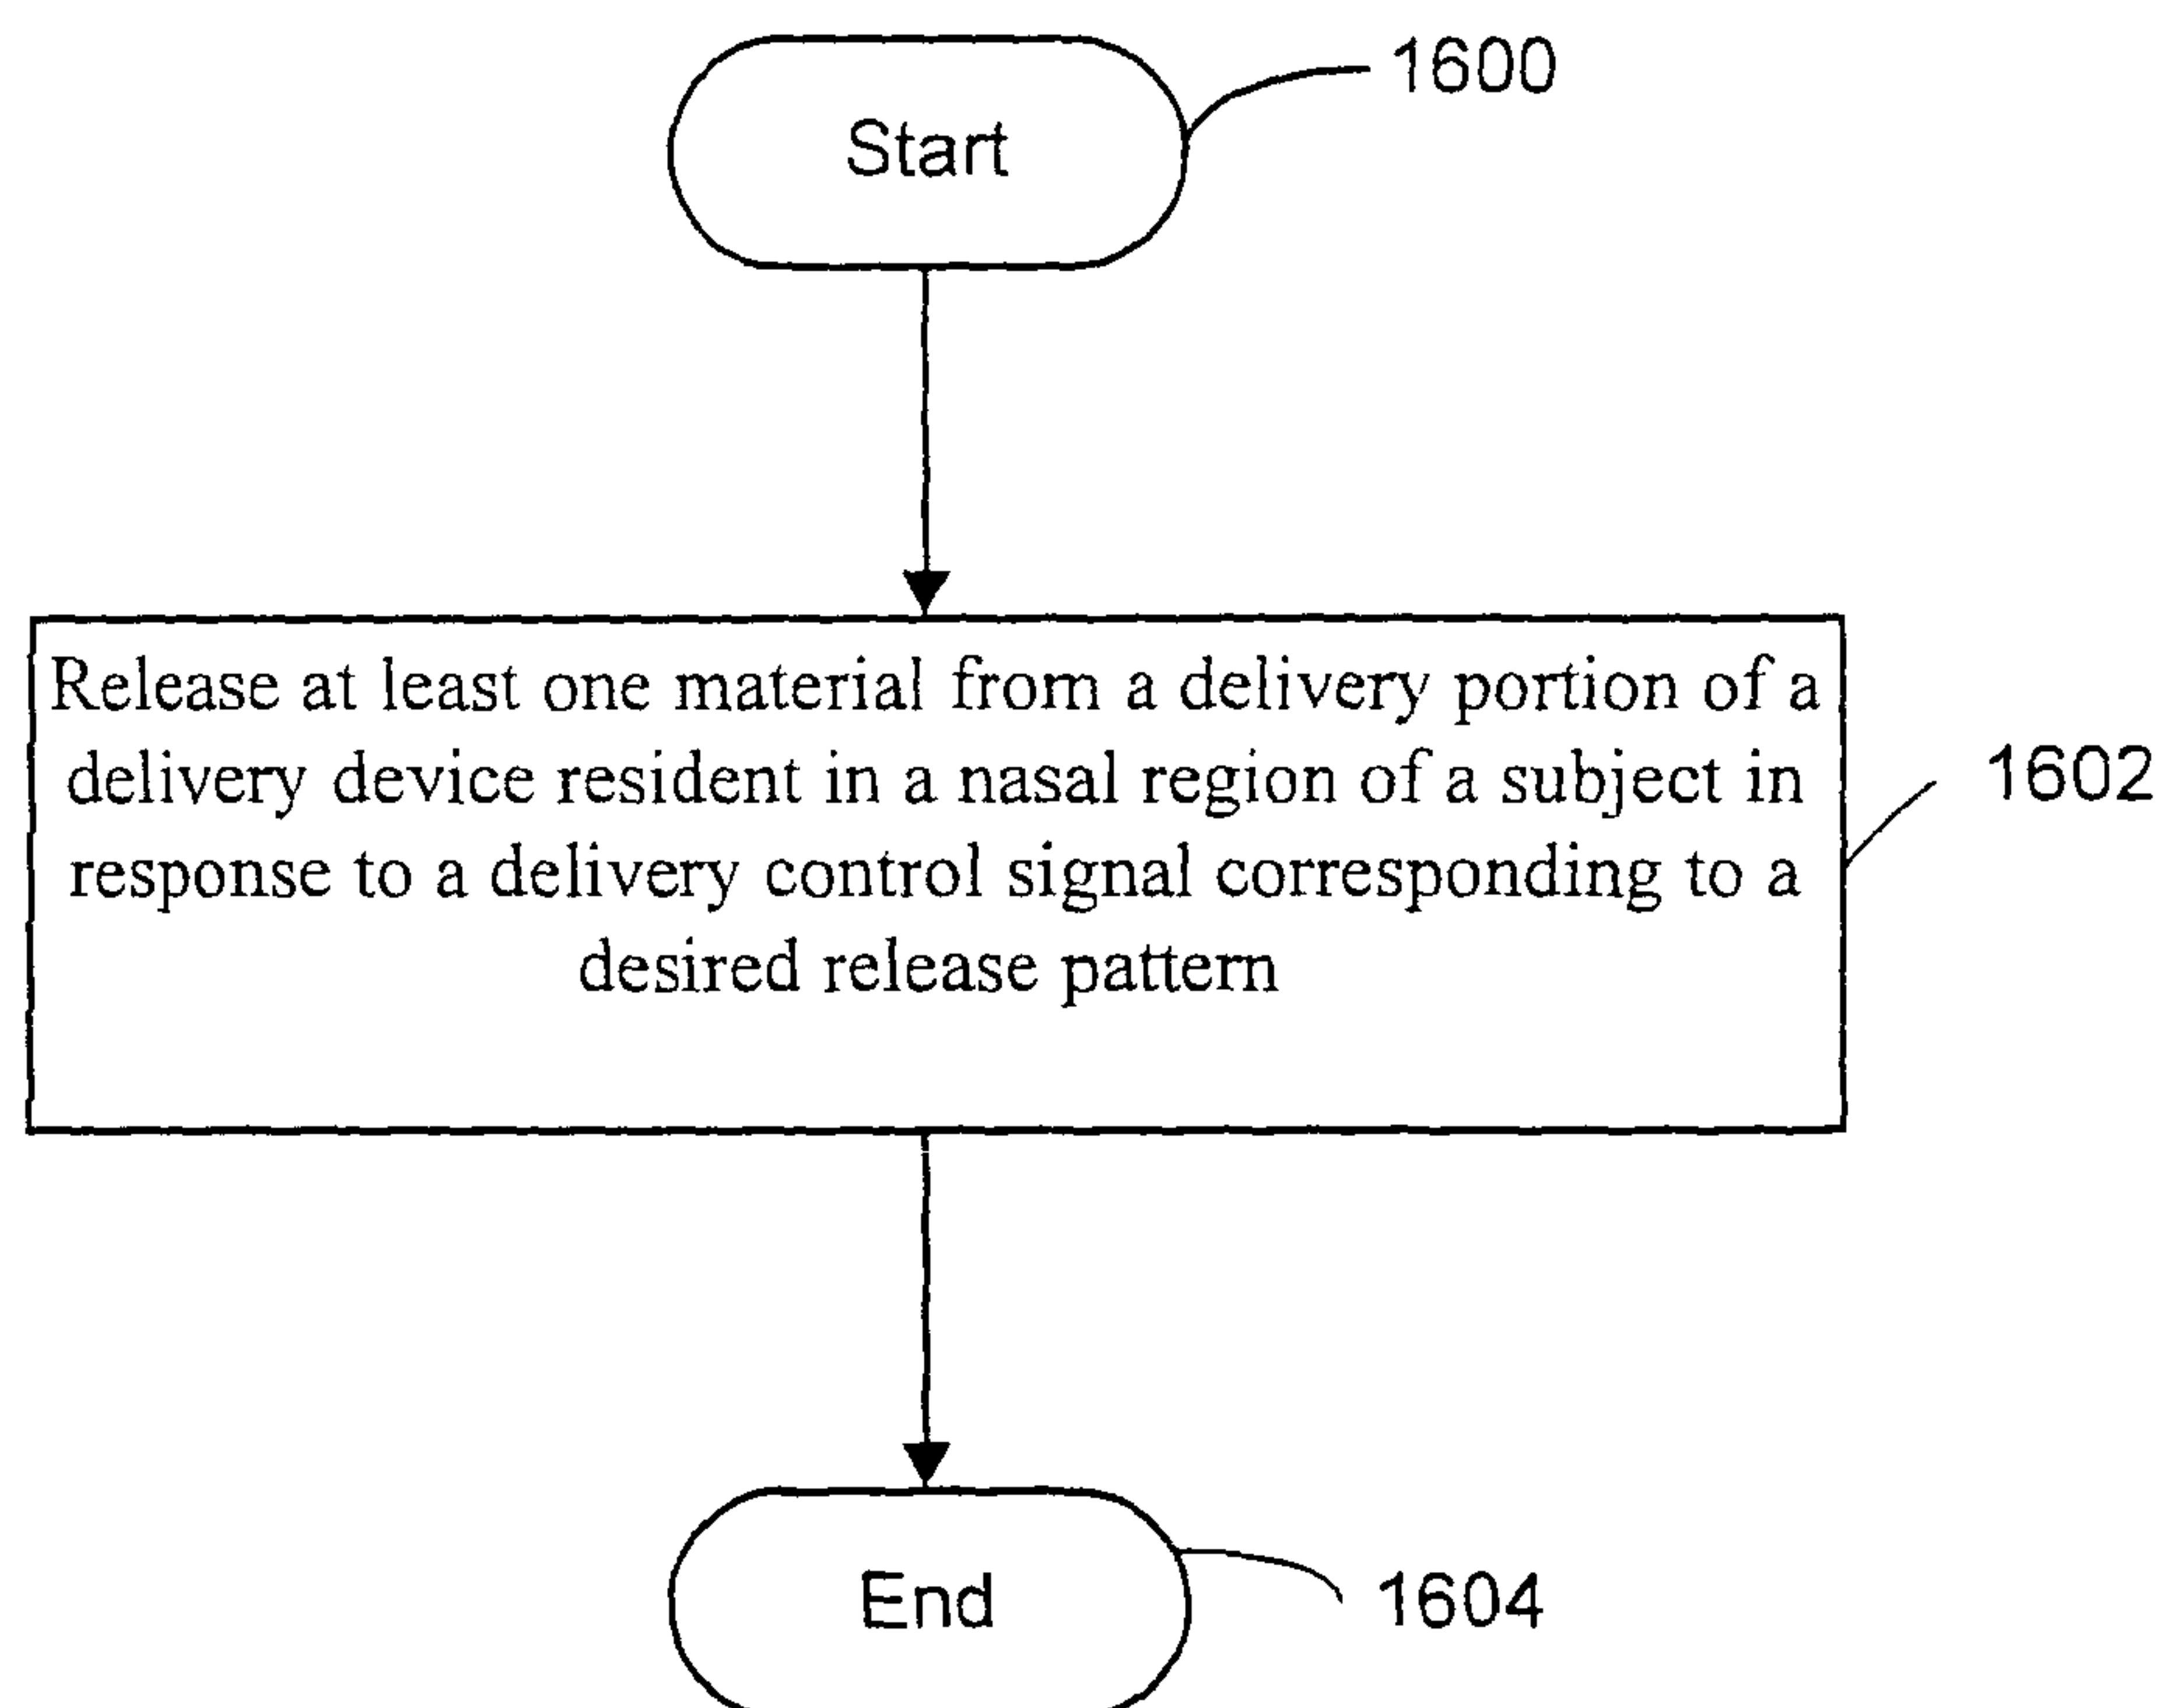 1600
Start
Release at least one material from a delivery portion of a
delivery device resident in a nasal region of a subject in
response to a delivery control signal corresponding to a
desired release pattern
1602
End
1604